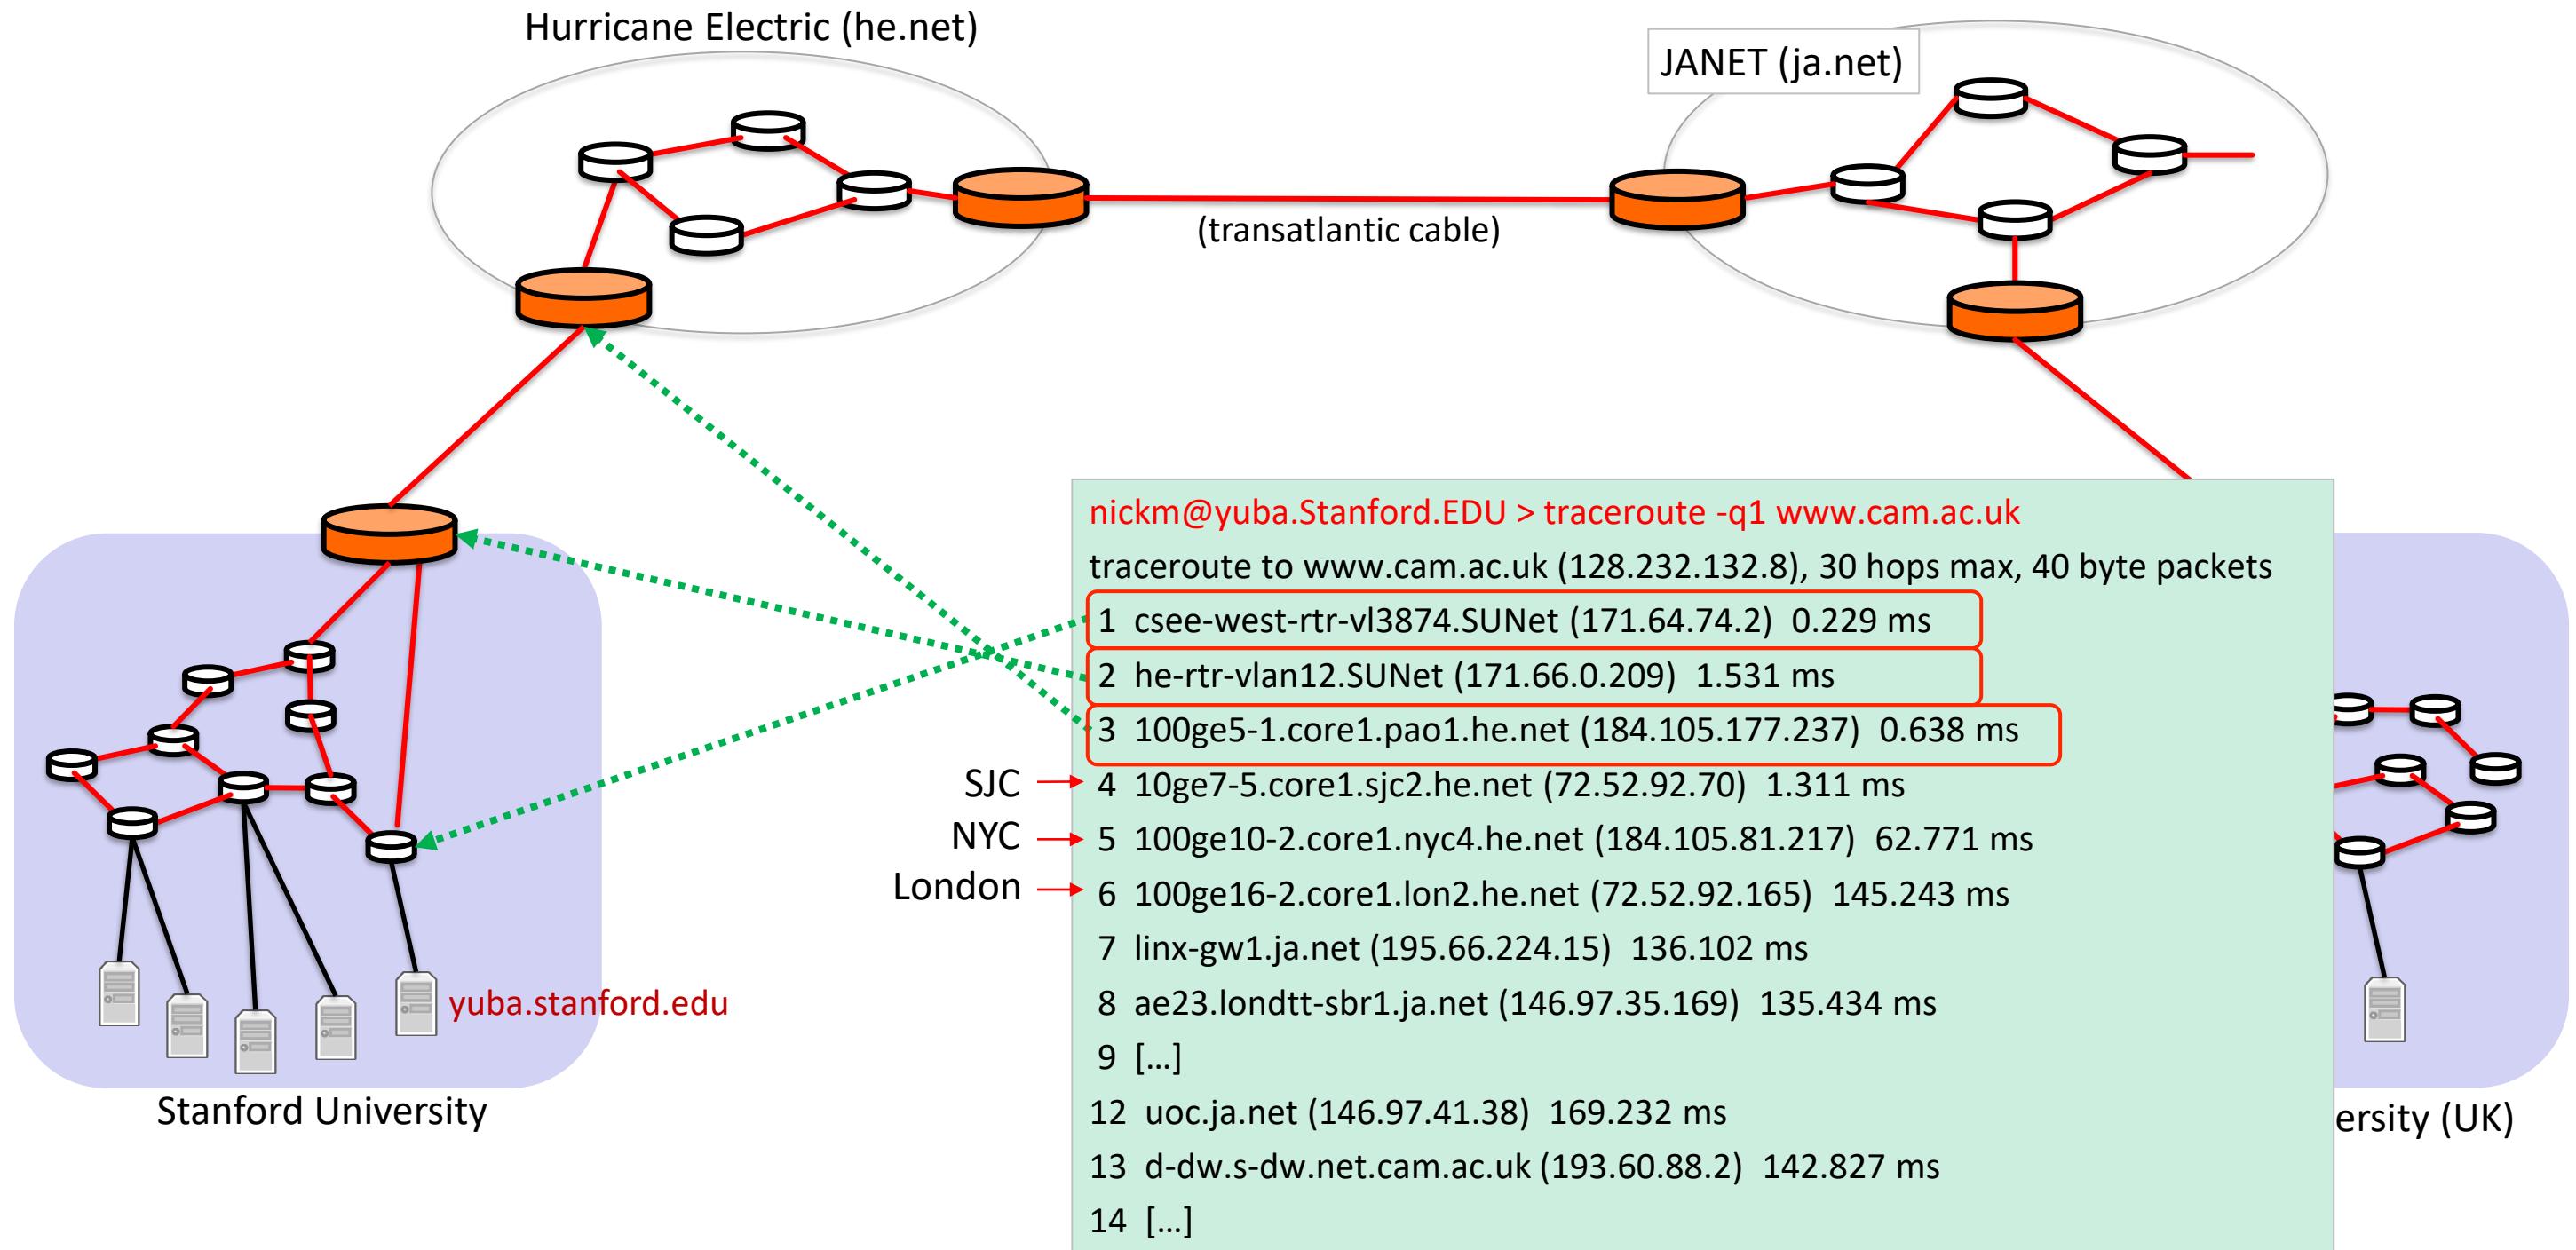 Hurricane Electric (he.net)
JANET (ja.net)
(transatlantic cable)
nickm@yuba.Stanford.EDU > traceroute -q1 www.cam.ac.uk
traceroute to www.cam.ac.uk (128.232.132.8), 30 hops max, 40 byte packets
1 csee-west-rtr-vl3874.SUNet (171.64.74.2) 0.229 ms
2 he-rtr-vlan12.SUNet (171.66.0.209) 1.531 ms
3 100ge5-1.core1.pao1.he.net (184.105.177.237) 0.638 ms
SJC
4 10ge7-5.core1.sjc2.he.net (72.52.92.70) 1.311 ms
NYC
5 100ge10-2.core1.nyc4.he.net (184.105.81.217) 62.771 ms
London
6 100ge16-2.core1.lon2.he.net (72.52.92.165) 145.243 ms
7 linx-gw1.ja.net (195.66.224.15) 136.102 ms
8 ae23.londtt-sbr1.ja.net (146.97.35.169) 135.434 ms
9 [...]
12 uoc.ja.net (146.97.41.38) 169.232 ms
13 d-dw.s-dw.net.cam.ac.uk (193.60.88.2) 142.827 ms
14 [...]
yuba.stanford.edu
Stanford University
ersity (UK)